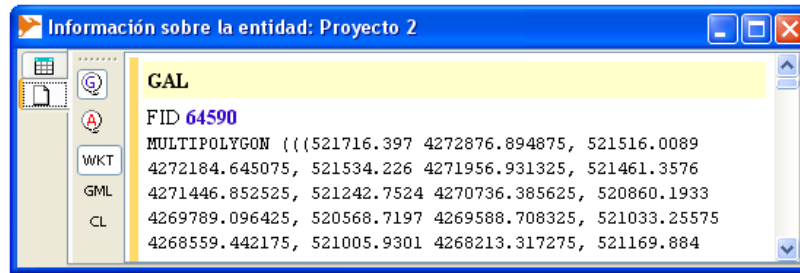 Información sobre la entidad: Proyecto 2
G
A
WKT
GML
CL
GAL
FID 64590
MULTIPOLYGON (((521716.397 4272876.894875, 521516.0089
4272184.645075, 521534.226 4271956.931325, 521461.3576
4271446.852525, 521242.7524 4270736.385625, 520860.1933
4269789.096425, 520568.7197 4269588.708325, 521033.25575
4268559.442175, 521005.9301 4268213.317275, 521169.884